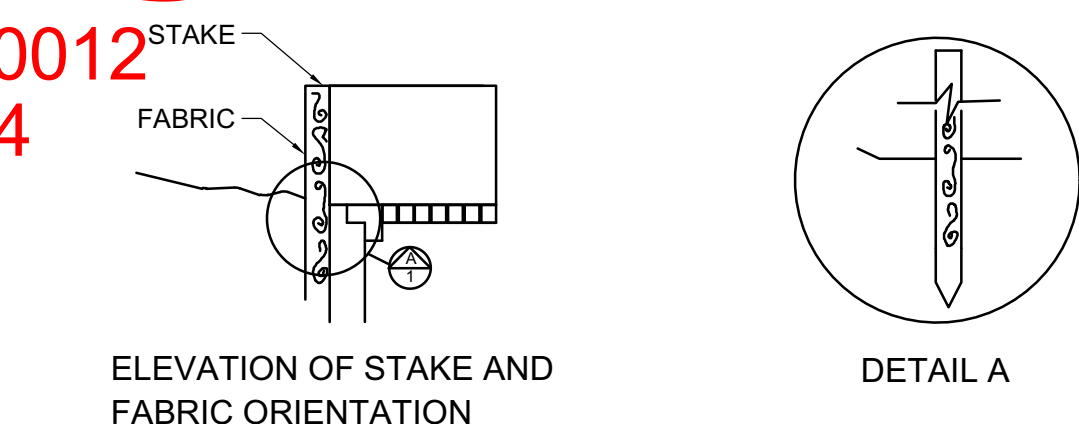 0012
4
STAKE
FABRIC
A
1
ELEVATION OF STAKE AND
FABRIC ORIENTATION
DETAIL A